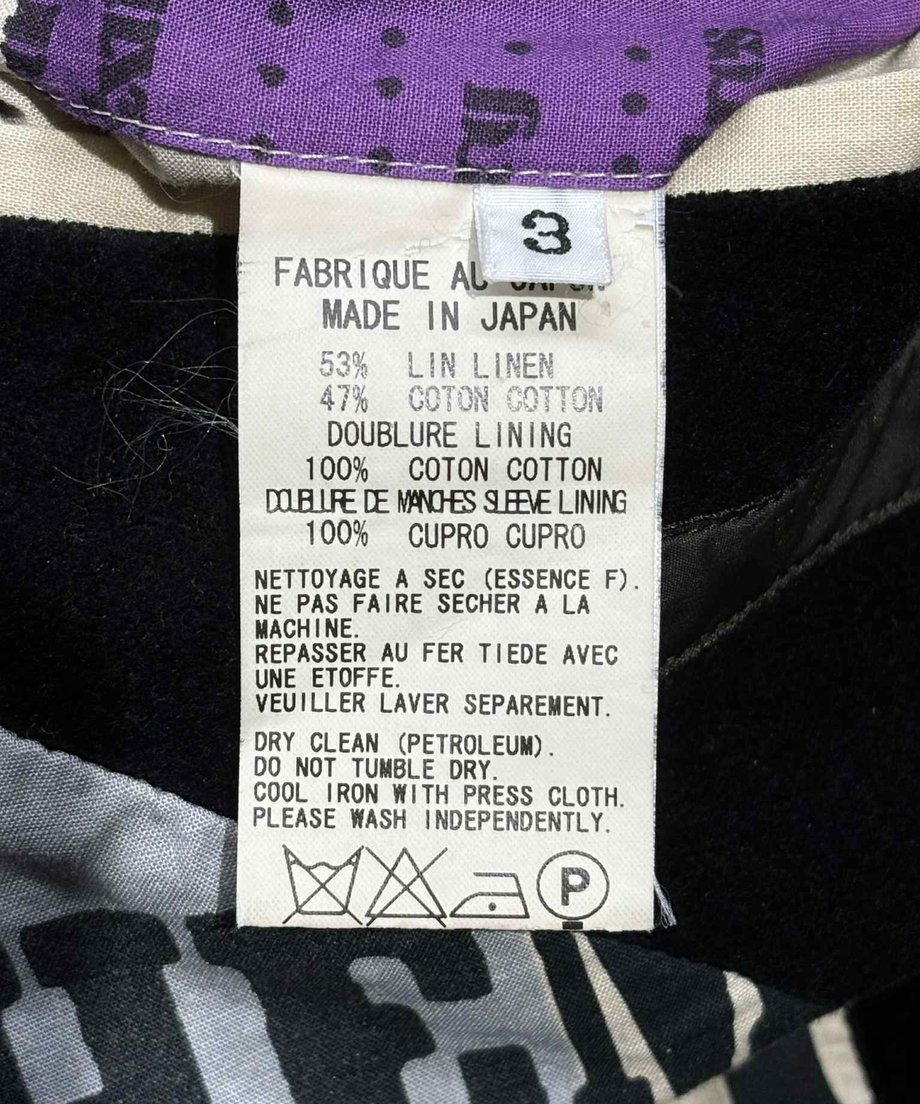 3
FABRIQUE AU JAPON
MADE IN JAPAN
53% LIN LINEN
47% COTON COTTON
DOUBLURE LINING
100% COTON COTTON
DOUBLURE DE MANCHES SLEEVE LINING
100% CUPRO CUPRO
NETTOYAGE A SEC (ESSENCE F).
NE PAS FAIRE SECHER A LA
MACHINE.
REPASSER AU FER TIEDE AVEC
UNE ETOFFE.
VEUILLER LAVER SEPAREMENT.
DRY CLEAN (PETROLEUM).
DO NOT TUMBLE DRY.
COOL IRON WITH PRESS CLOTH.
PLEASE WASH INDEPENDENTLY.
P